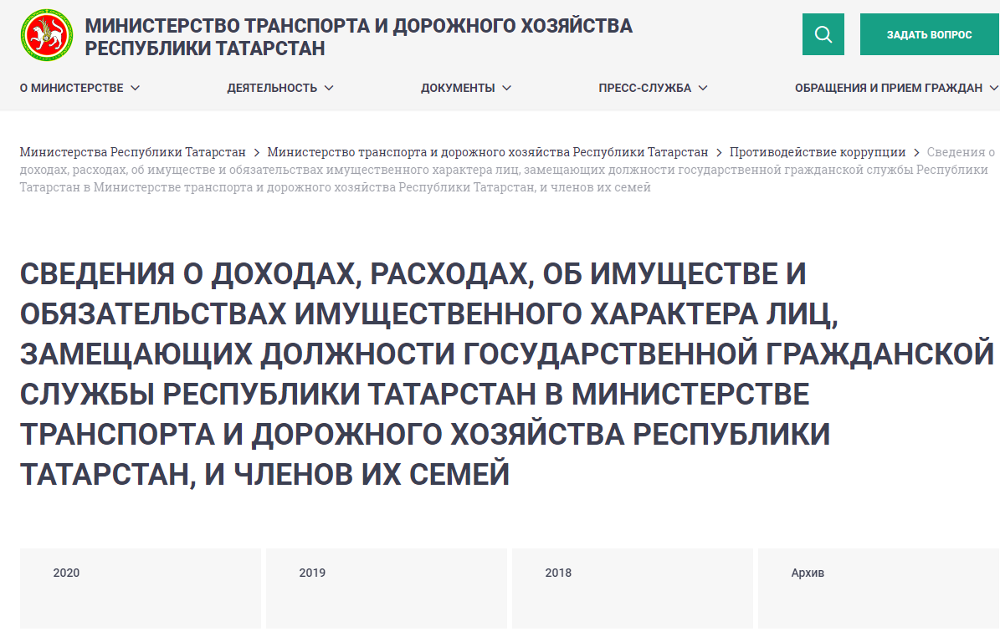 МИНИСТЕРСТВО ТРАНСПОРТА И ДОРОЖНОГО ХОЗЯЙСТВА
РЕСПУБЛИКИ ТАТАРСТАН
ЗАДАТЬ ВОПРОС
О МИНИСТЕРСТВЕ ДЕЯТЕЛЬНОСТЬ ДОКУМЕНТЫ ПРЕСС-СЛУЖБА ОБРАЩЕНИЯ И ПРИЕМ ГРАЖДАН
Министерства Республики Татарстан > Министерство транспорта и дорожного хозяйства Республики Татарстан > Противодействие коррупции > Сведения о
доходах, расходах, об имуществе и обязательствах имущественного характера лиц, замещающих должности государственной гражданской службы Республики
Татарстан в Министерстве транспорта и дорожного хозяйства Республики Татарстан, и членов их семей
СВЕДЕНИЯ О ДОХОДАХ, РАСХОДАХ, ОБ ИМУЩЕСТВЕ И
ОБЯЗАТЕЛЬСТВАХ ИМУЩЕСТВЕННОГО ХАРАКТЕРА ЛИЦ,
ЗАМЕЩАЮЩИХ ДОЛЖНОСТИ ГОСУДАРСТВЕННОЙ ГРАЖДАНСКОЙ
СЛУЖБЫ РЕСПУБЛИКИ ТАТАРСТАН В МИНИСТЕРСТВЕ
ТРАНСПОРТА И ДОРОЖНОГО ХОЗЯЙСТВА РЕСПУБЛИКИ
ТАТАРСТАН, И ЧЛЕНОВ ИХ СЕМЕЙ
2020 2019 2018 Архив